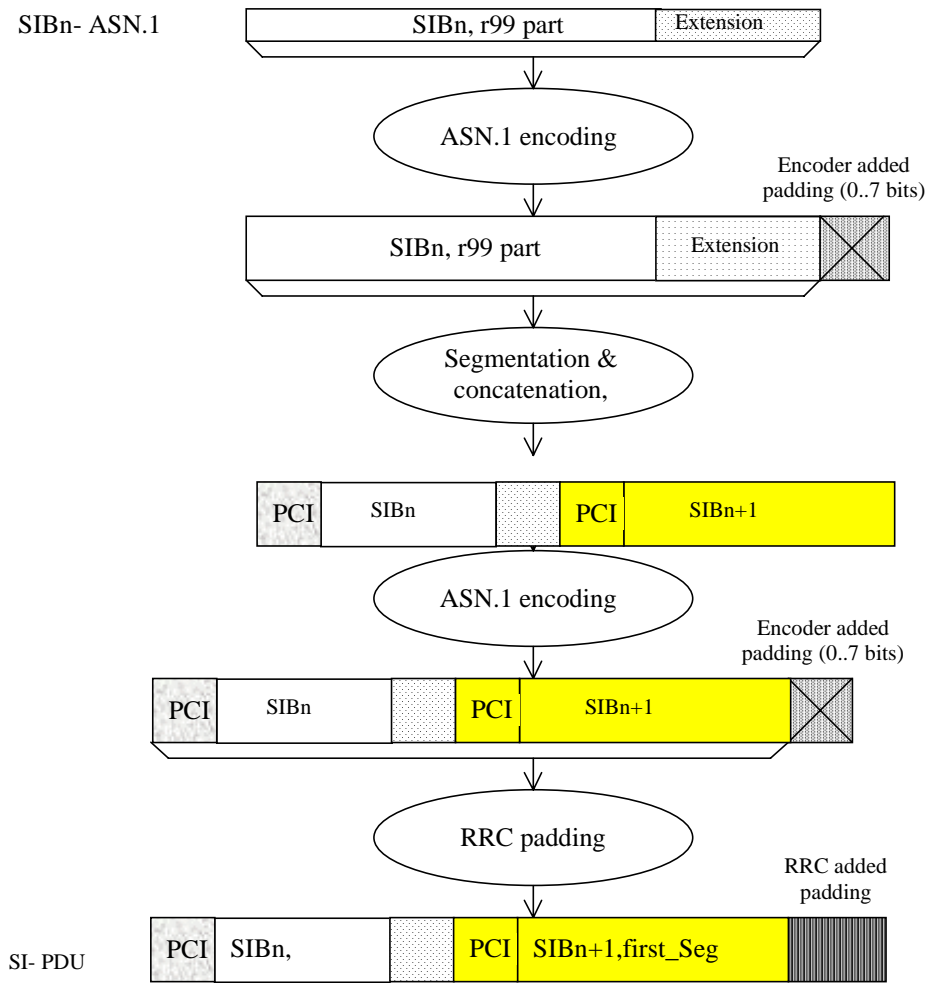 SIBn- ASN.1
SIBn, r99 part
Extension
ASN.1 encoding
Encoder added
padding (0..7 bits)
SIBn, r99 part
Extension
Segmentation &
concatenation,
PCI
SIBn
PCI
SIBn+1
ASN.1 encoding
Encoder added
padding (0..7 bits)
PCI
SIBn
PCI
SIBn+1
RRC padding
RRC added
padding
SI- PDU
PCI
SIBn,
PCI
SIBn+1,first_Seg